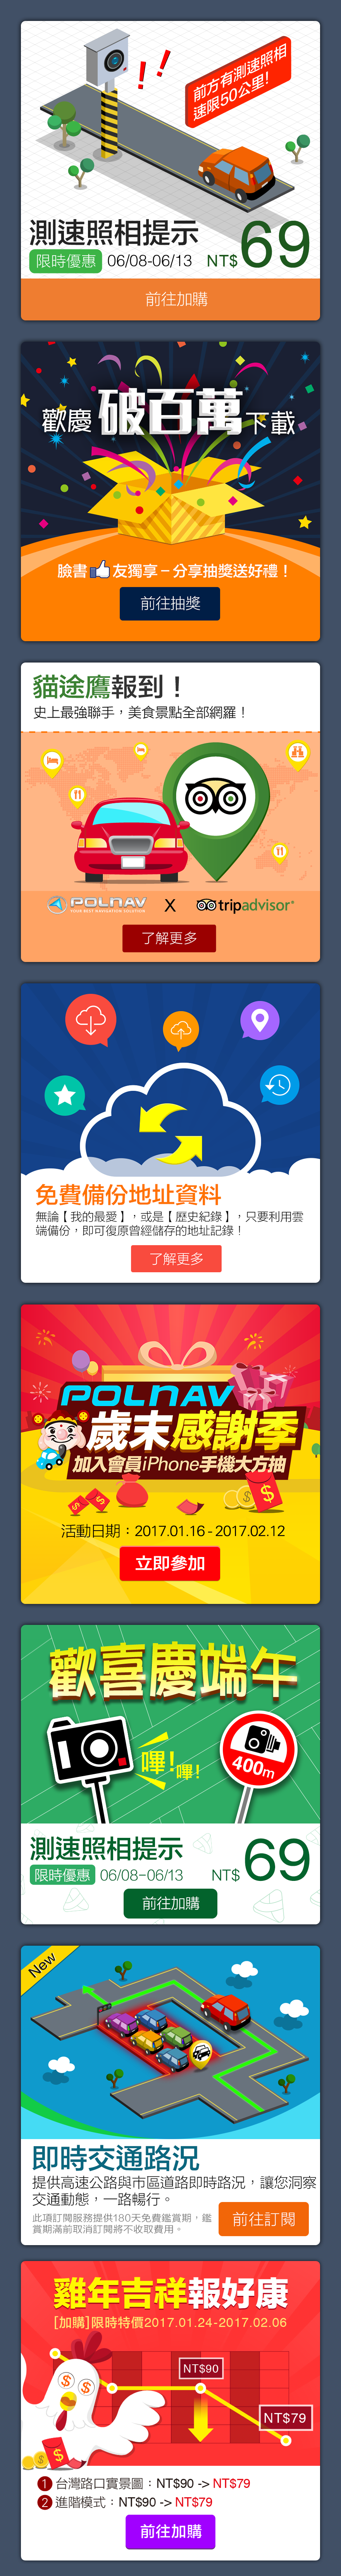 !!
前方有測速照相
速限50公里!
測速照相提示
限時優惠 06/08-06/13 NT$69
前往加購
歡慶破百萬下載
臉書友獨享－分享抽獎送好禮！
前往抽獎
貓途鷹報到！
史上最強聯手，美食景點全部網羅！
POLNAV X tripadvisor
YOUR BEST NAVIGATION SOLUTION
了解更多
免費備份地址資料
無論【我的最愛】，或是【歷史紀錄】，只要利用雲
端備份，即可復原曾經儲存的地址記錄！
了解更多
POLNAV
歲末感謝季
加入會員iPhone手機大方抽
$ $ $
活動日期：2017.01.16 - 2017.02.12
立即參加
歡喜慶端午
嗶!嗶!
400m
測速照相提示
限時優惠 06/08-06/13 NT$69
前往加購
New
即時交通路況
提供高速公路與市區道路即時路況，讓您洞察
交通動態，一路暢行。
此項訂閱服務提供180天免費鑑賞期，鑑
賞期滿前取消訂閱將不收取費用。
前往訂閱
雞年吉祥報好康
[加購]限時特價2017.01.24-2017.02.06
NT$90
$ $
NT$79
$
1 台灣路口實景圖：NT$90 -> NT$79
2 進階模式：NT$90 -> NT$79
前往加購